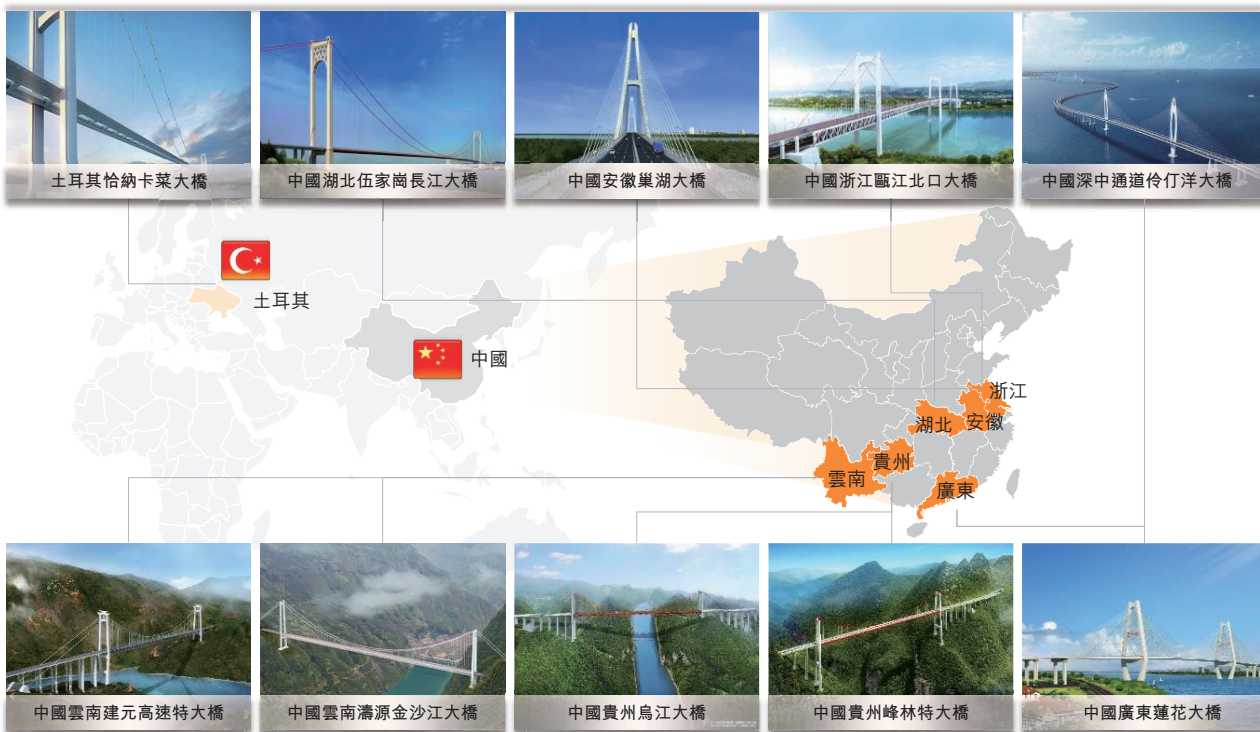 土耳其恰納卡菜大橋
中國湖北伍家崗長江大橋
中國安徽巢湖大橋
中國浙江甌江北口大橋
中國深中通道伶仃洋大橋
土耳其
中國
浙江
安徽
湖北
貴州
雲南
廣東
中國雲南建元高速特大橋
中國雲南濤源金沙江大橋
中國貴州烏江大橋
中國貴州峰林特大橋
中國廣東蓮花大橋